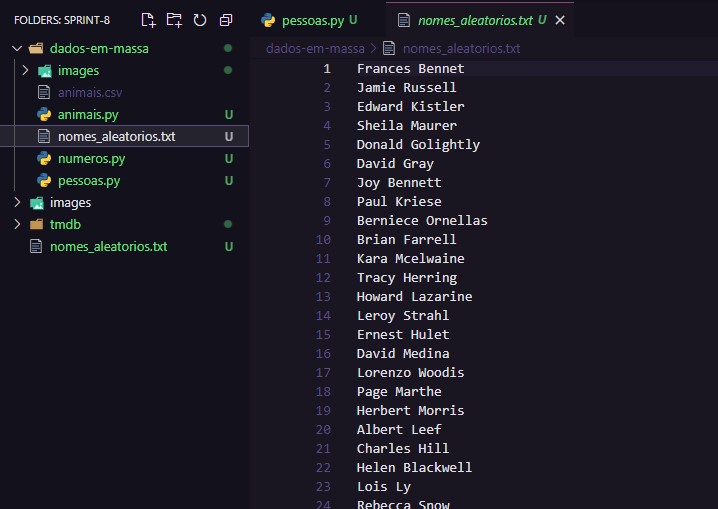 FOLDERS: SPRINT-8
dados-em-massa
images
animais.csv
animais.py U
nomes_aleatorios.txt U
numeros.py U
pessoas.py U
images
tmdb
nomes_aleatorios.txt U
pessoas.py U
nomes_aleatorios.txt U
dados-em-massa > nomes_aleatorios.txt
1 Frances Bennet
2 Jamie Russell
3 Edward Kistler
4 Sheila Maurer
5 Donald Golightly
6 David Gray
7 Joy Bennett
8 Paul Kriese
9 Berniece Ornellas
10 Brian Farrell
11 Kara Mcelwaine
12 Tracy Herring
13 Howard Lazarine
14 Leroy Strahl
15 Ernest Hulet
16 David Medina
17 Lorenzo Woodis
18 Page Marthe
19 Herbert Morris
20 Albert Leef
21 Charles Hill
22 Helen Blackwell
23 Lois Ly
24 Rebecca Snow